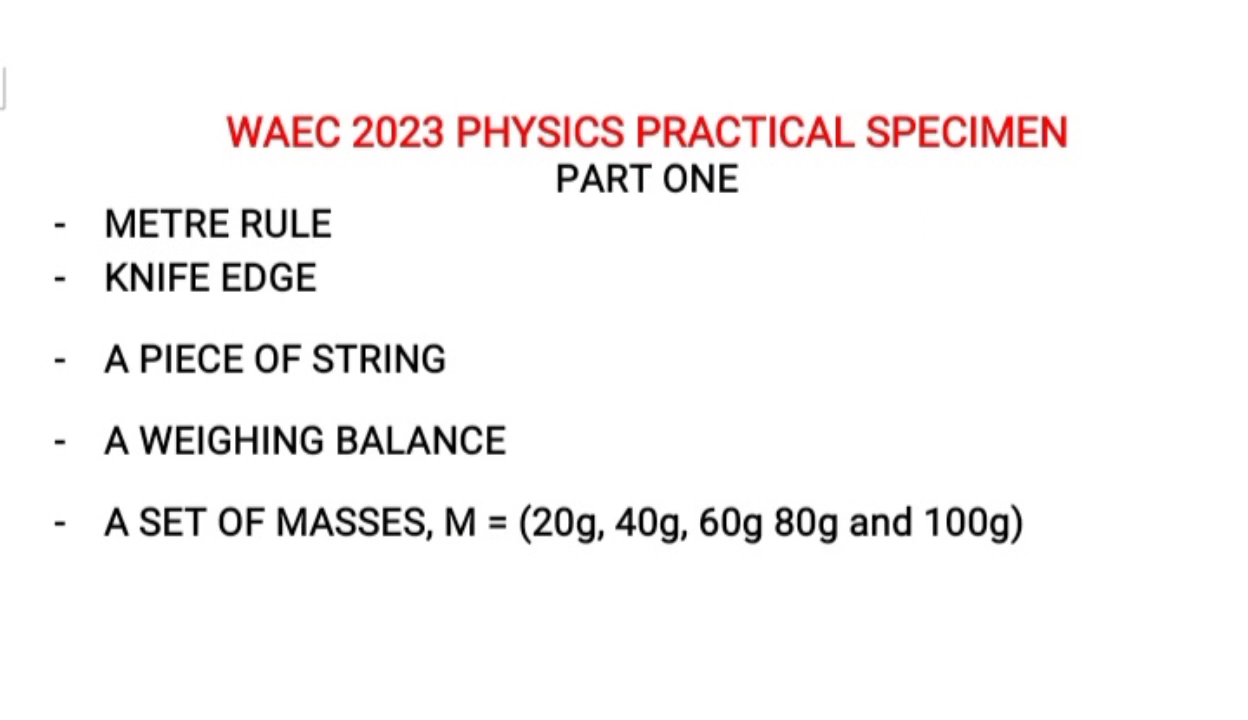 WAEC 2023 PHYSICS PRACTICAL SPECIMEN
PART ONE
- METRE RULE
- KNIFE EDGE
- A PIECE OF STRING
- A WEIGHING BALANCE
- A SET OF MASSES, M = (20g, 40g, 60g 80g and 100g)